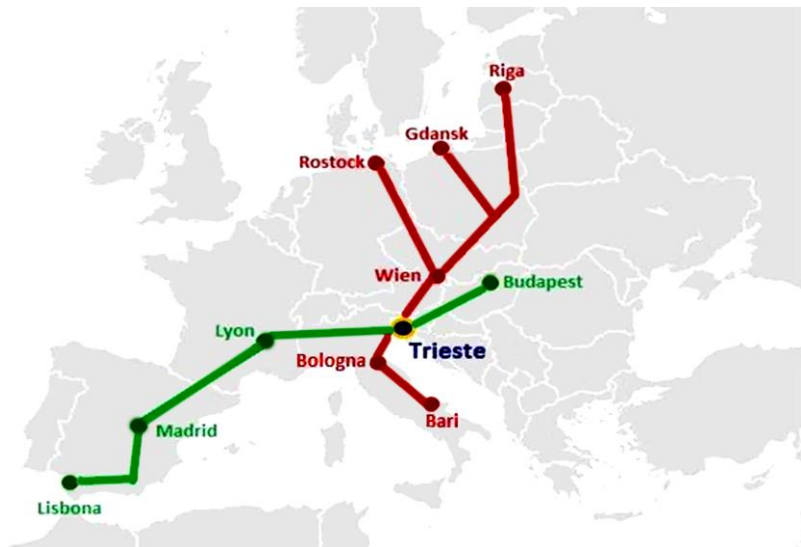 Riga
Gdansk
Rostock
Wien
Budapest
Lyon
Trieste
Bologna
Bari
Madrid
Lisbona